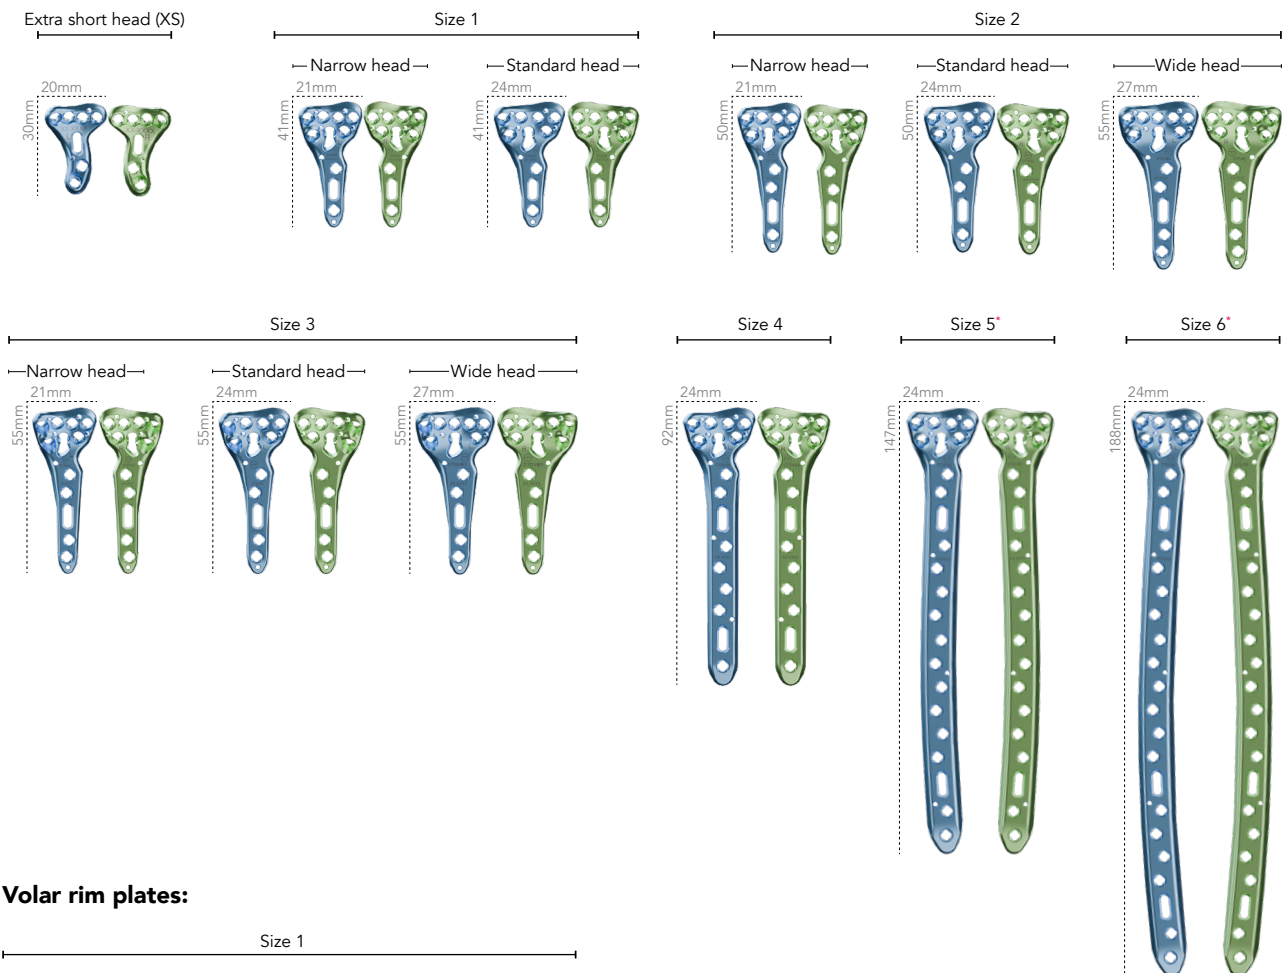 Extra short head (XS)
Size 1
Size 2
Narrow head
Standard head
Narrow head
Standard head
Wide head
20mm
30mm
21mm
41mm
24mm
41mm
21mm
50mm
24mm
50mm
27mm
55mm
Size 3
Size 4
Size 5*
Size 6*
Narrow head
Standard head
Wide head
21mm
55mm
24mm
55mm
27mm
55mm
24mm
92mm
24mm
147mm
24mm
188mm
Volar rim plates:
Size 1